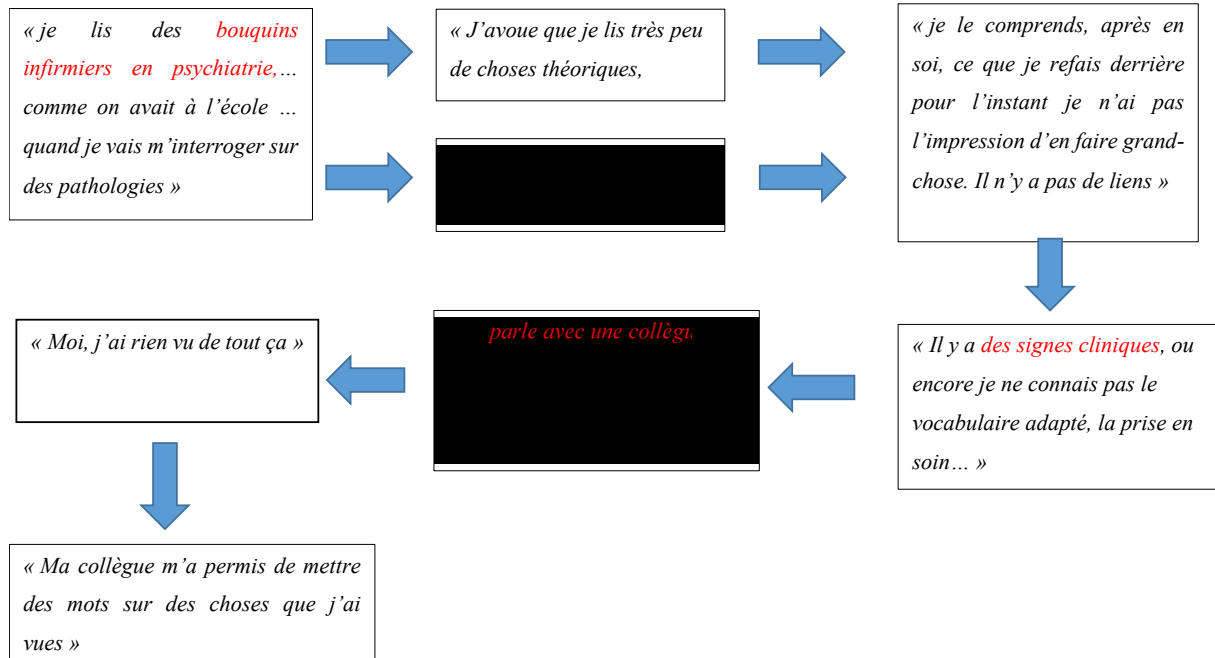 « je lis des bouquins
infirmiers en psychiatrie,…
comme on avait à l’école …
quand je vais m’interroger sur
des pathologies »
« J’avoue que je lis très peu
de choses théoriques,
« je le comprends, après en
soi, ce que je refais derrière
pour l’instant je n’ai pas
l’impression d’en faire grand-
chose. Il n’y a pas de liens »
« Il y a des signes cliniques, ou
encore je ne connais pas le
vocabulaire adapté, la prise en
soin… »
parle avec une
« Moi, j’ai rien vu de tout ça »
« Ma collègue m’a permis de mettre
des mots sur des choses que j’ai
vues »